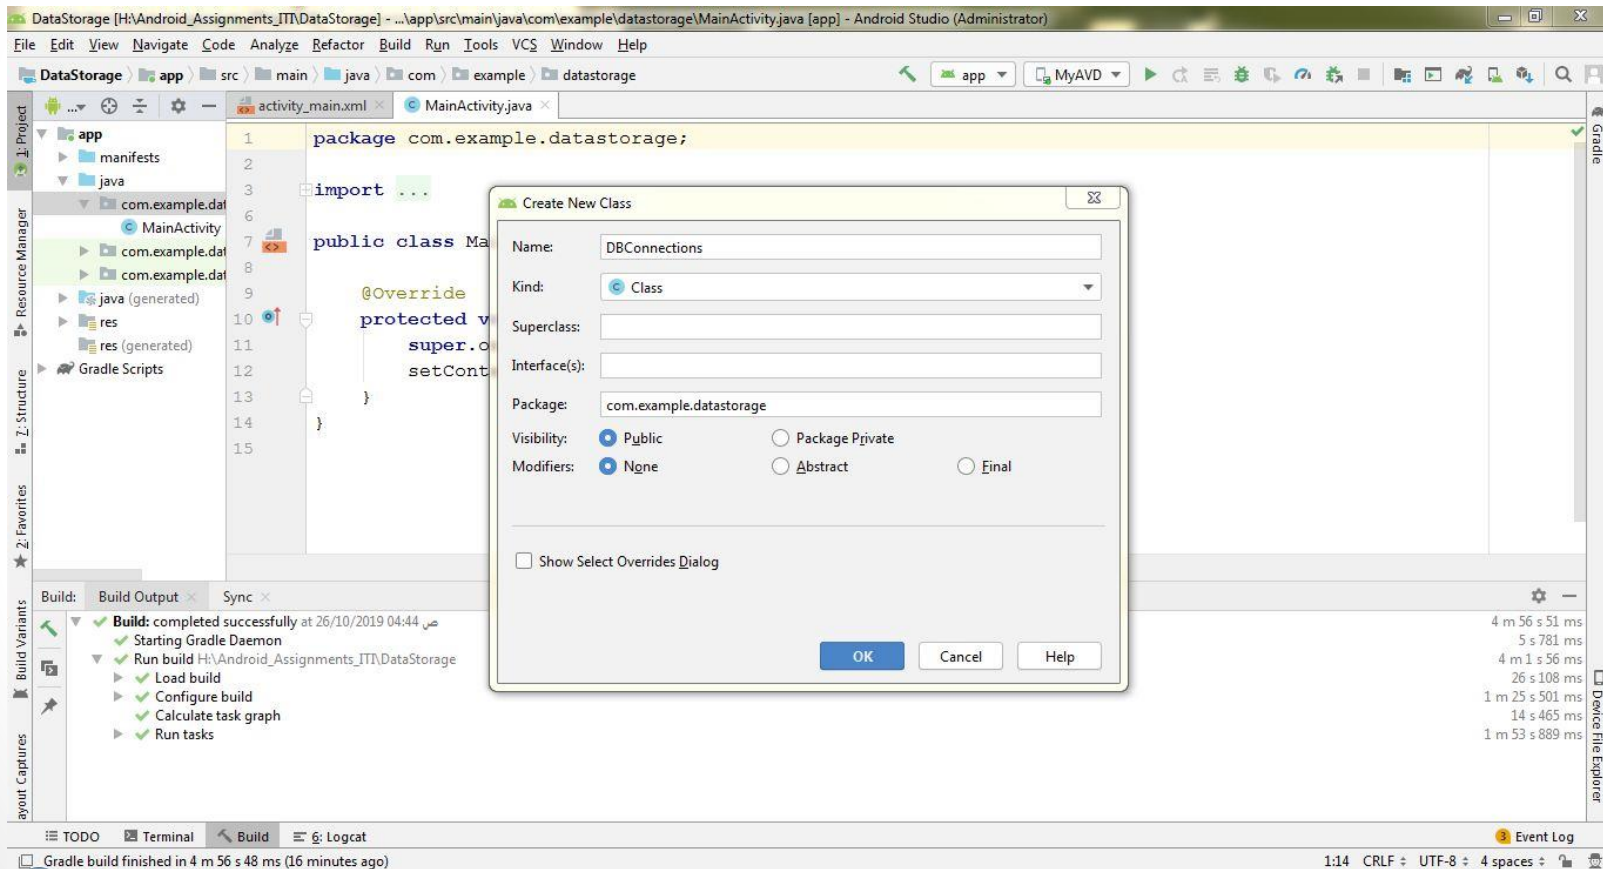 DataStorage [H:\Android_Assignments_ITI\DataStorage] - ...\app\src\main\java\com\example\datastorage\MainActivity.java [app] - Android Studio (Administrator)
File Edit View Navigate Code Analyze Refactor Build Run Tools VCS Window Help
DataStorage app src main java com example datastorage app MyAVD
... activity_main.xml MainActivity.java
1: Project
Resource Manager
7: Structure
2: Favorites
Build Variants
ayout Captures
app
manifests
java
com.example.dat
MainActivity
com.example.dat
com.example.dat
java (generated)
res
res (generated)
Gradle Scripts
1 package com.example.datastorage;
2
3 import ...
6
7 public class Ma
8
9 @Override
10 protected v
11 super.o
12 setCont
13 }
14 }
15
Create New Class
Name: DBConnections
Kind: Class
Superclass:
Interface(s):
Package: com.example.datastorage
Visibility: Public Package Private
Modifiers: None Abstract Final
Show Select Overrides Dialog
OK Cancel Help
Gradle
Device File Explorer
Build: Build Output Sync
Build: completed successfully at 26/10/2019 04:44 ص 4 m 56 s 51 ms
Starting Gradle Daemon 5 s 781 ms
Run build H:\Android_Assignments_ITI\DataStorage 4 m 1 s 56 ms
Load build 26 s 108 ms
Configure build 1 m 25 s 501 ms
Calculate task graph 14 s 465 ms
Run tasks 1 m 53 s 889 ms
TODO Terminal Build 6: Logcat 3 Event Log
Gradle build finished in 4 m 56 s 48 ms (16 minutes ago) 1:14 CRLF UTF-8 4 spaces